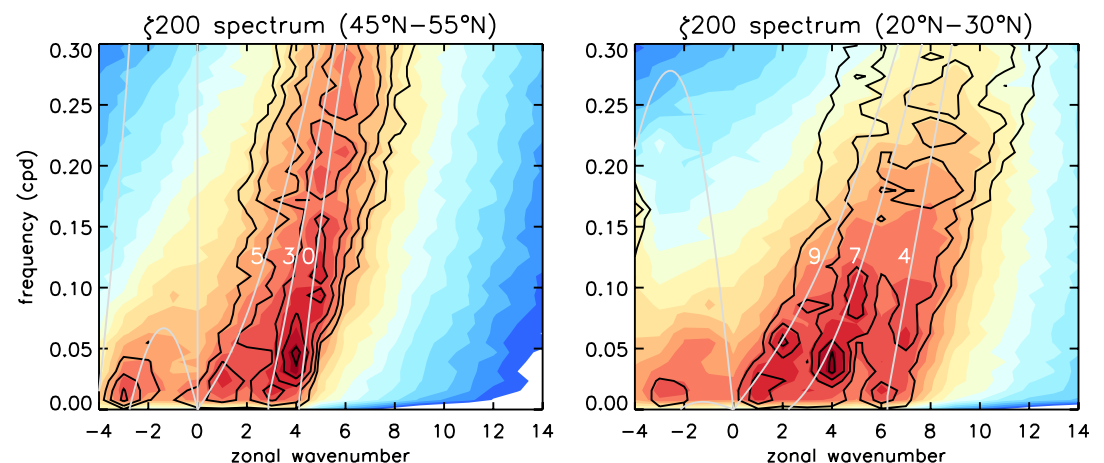 ζ200 spectrum (45°N−55°N)
0.30
0.25
0.20
0.15
0.10
0.05
0.00
frequency (cpd)
5 3 0
−4 −2 0 2 4 6 8 10 12 14
zonal wavenumber
ζ200 spectrum (20°N−30°N)
0.30
0.25
0.20
0.15
0.10
0.05
0.00
9 7 4
−4 −2 0 2 4 6 8 10 12 14
zonal wavenumber